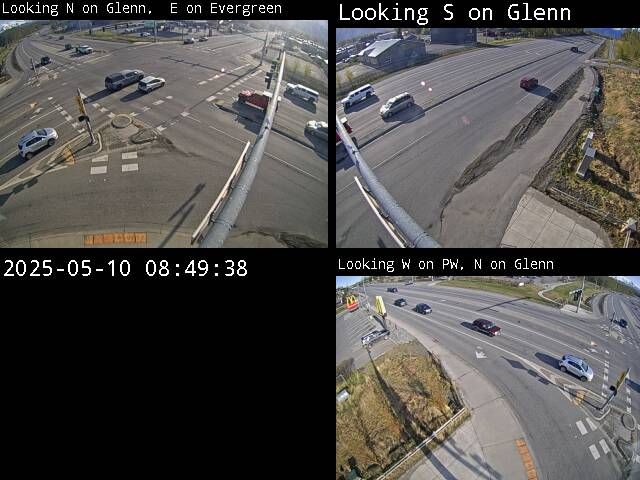 Looking N on Glenn,  E on Evergreen
Looking S on Glenn
2025-05-10 08:49:38
Looking W on PW, N on Glenn